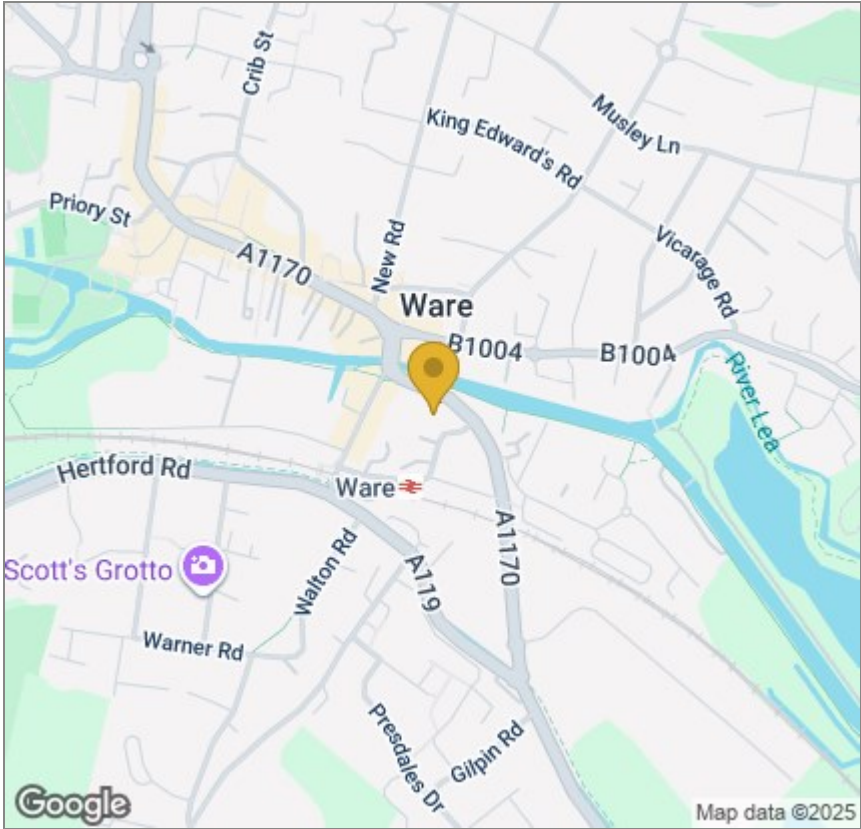 Crib St
Musley Ln
King Edward's Rd
Priory St
New Rd
Vicarage Rd
A1170
Ware
B1004
B1004
River Lea
Hertford Rd
Ware
A1170
Scott's Grotto
Walton Rd
A119
Warner Rd
Presdales Dr
Gilpin Rd
Google
Map data ©2025